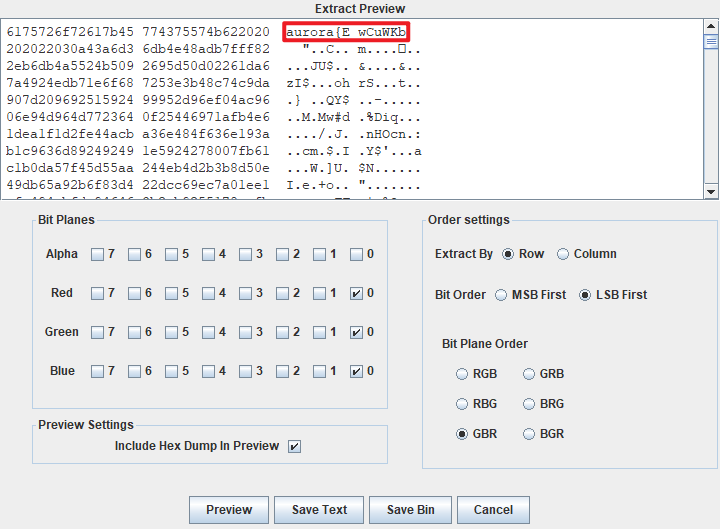 Extract Preview
6175726f72617b45 774375574b622020 aurora{E wCuWKb
202022030a43a6d3 6db4e48adb7fff82 "..C.. m....□..
2eb6db4a5524b509 2695d50d02261da6 ...JU$.. &....&..
7a4924edb71e6f68 7253e3b48c74c9da zI$...oh rS...t..
907d209692515924 99952d96ef04ac96 .} ..QY$ ..-.....
06e94d964d772364 0f25446971afb4e6 ..M.Mw#d .%Diq...
1dea1f1d2fe44acb a36e484f636e193a ..../.J. .nHOcn.:
b1c9636d89249249 1e5924278007fb61 ..cm.$.I .Y$'...a
c1b0da57f45d55aa 244eb4d2b3b8d50e ...W.]U. $N......
49db65a92b6f83d4 22dcc69ec7a01ee1 I.e.+o.. ".......
Bit Planes
Alpha 7 6 5 4 3 2 1 0
Red 7 6 5 4 3 2 1 0
Green 7 6 5 4 3 2 1 0
Blue 7 6 5 4 3 2 1 0
Preview Settings
Include Hex Dump In Preview
Order settings
Extract By Row Column
Bit Order MSB First LSB First
Bit Plane Order
RGB GRB
RBG BRG
GBR BGR
Preview Save Text Save Bin Cancel